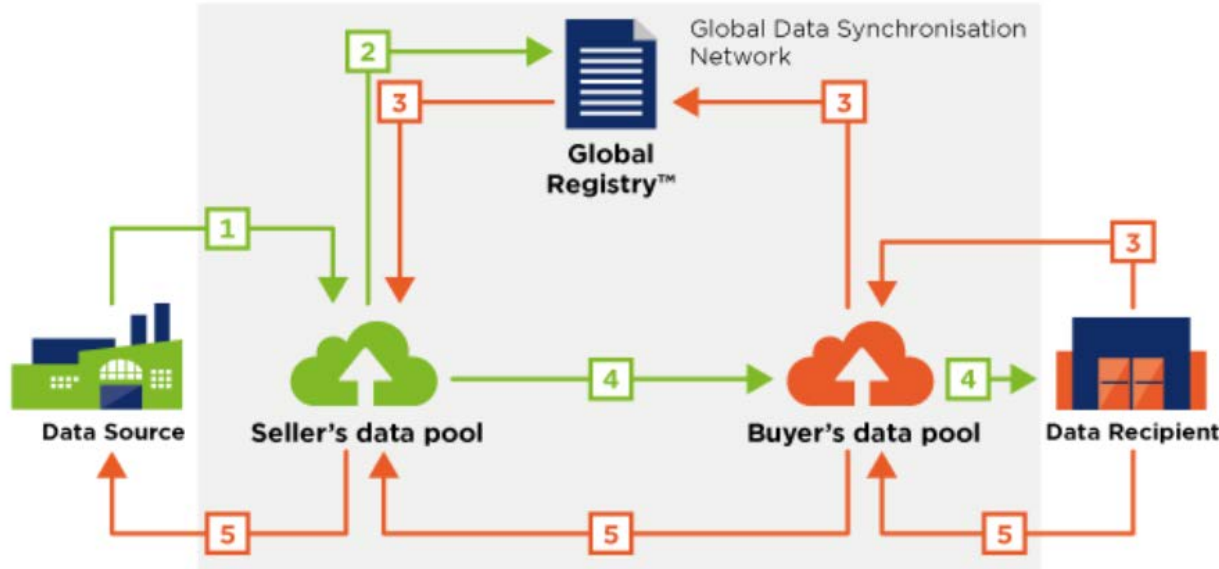 2
Global Data Synchronisation
Network
3
3
Global
Registry™
1
3
4
4
Data Source
Seller's data pool
Buyer's data pool
Data Recipient
5
5
5